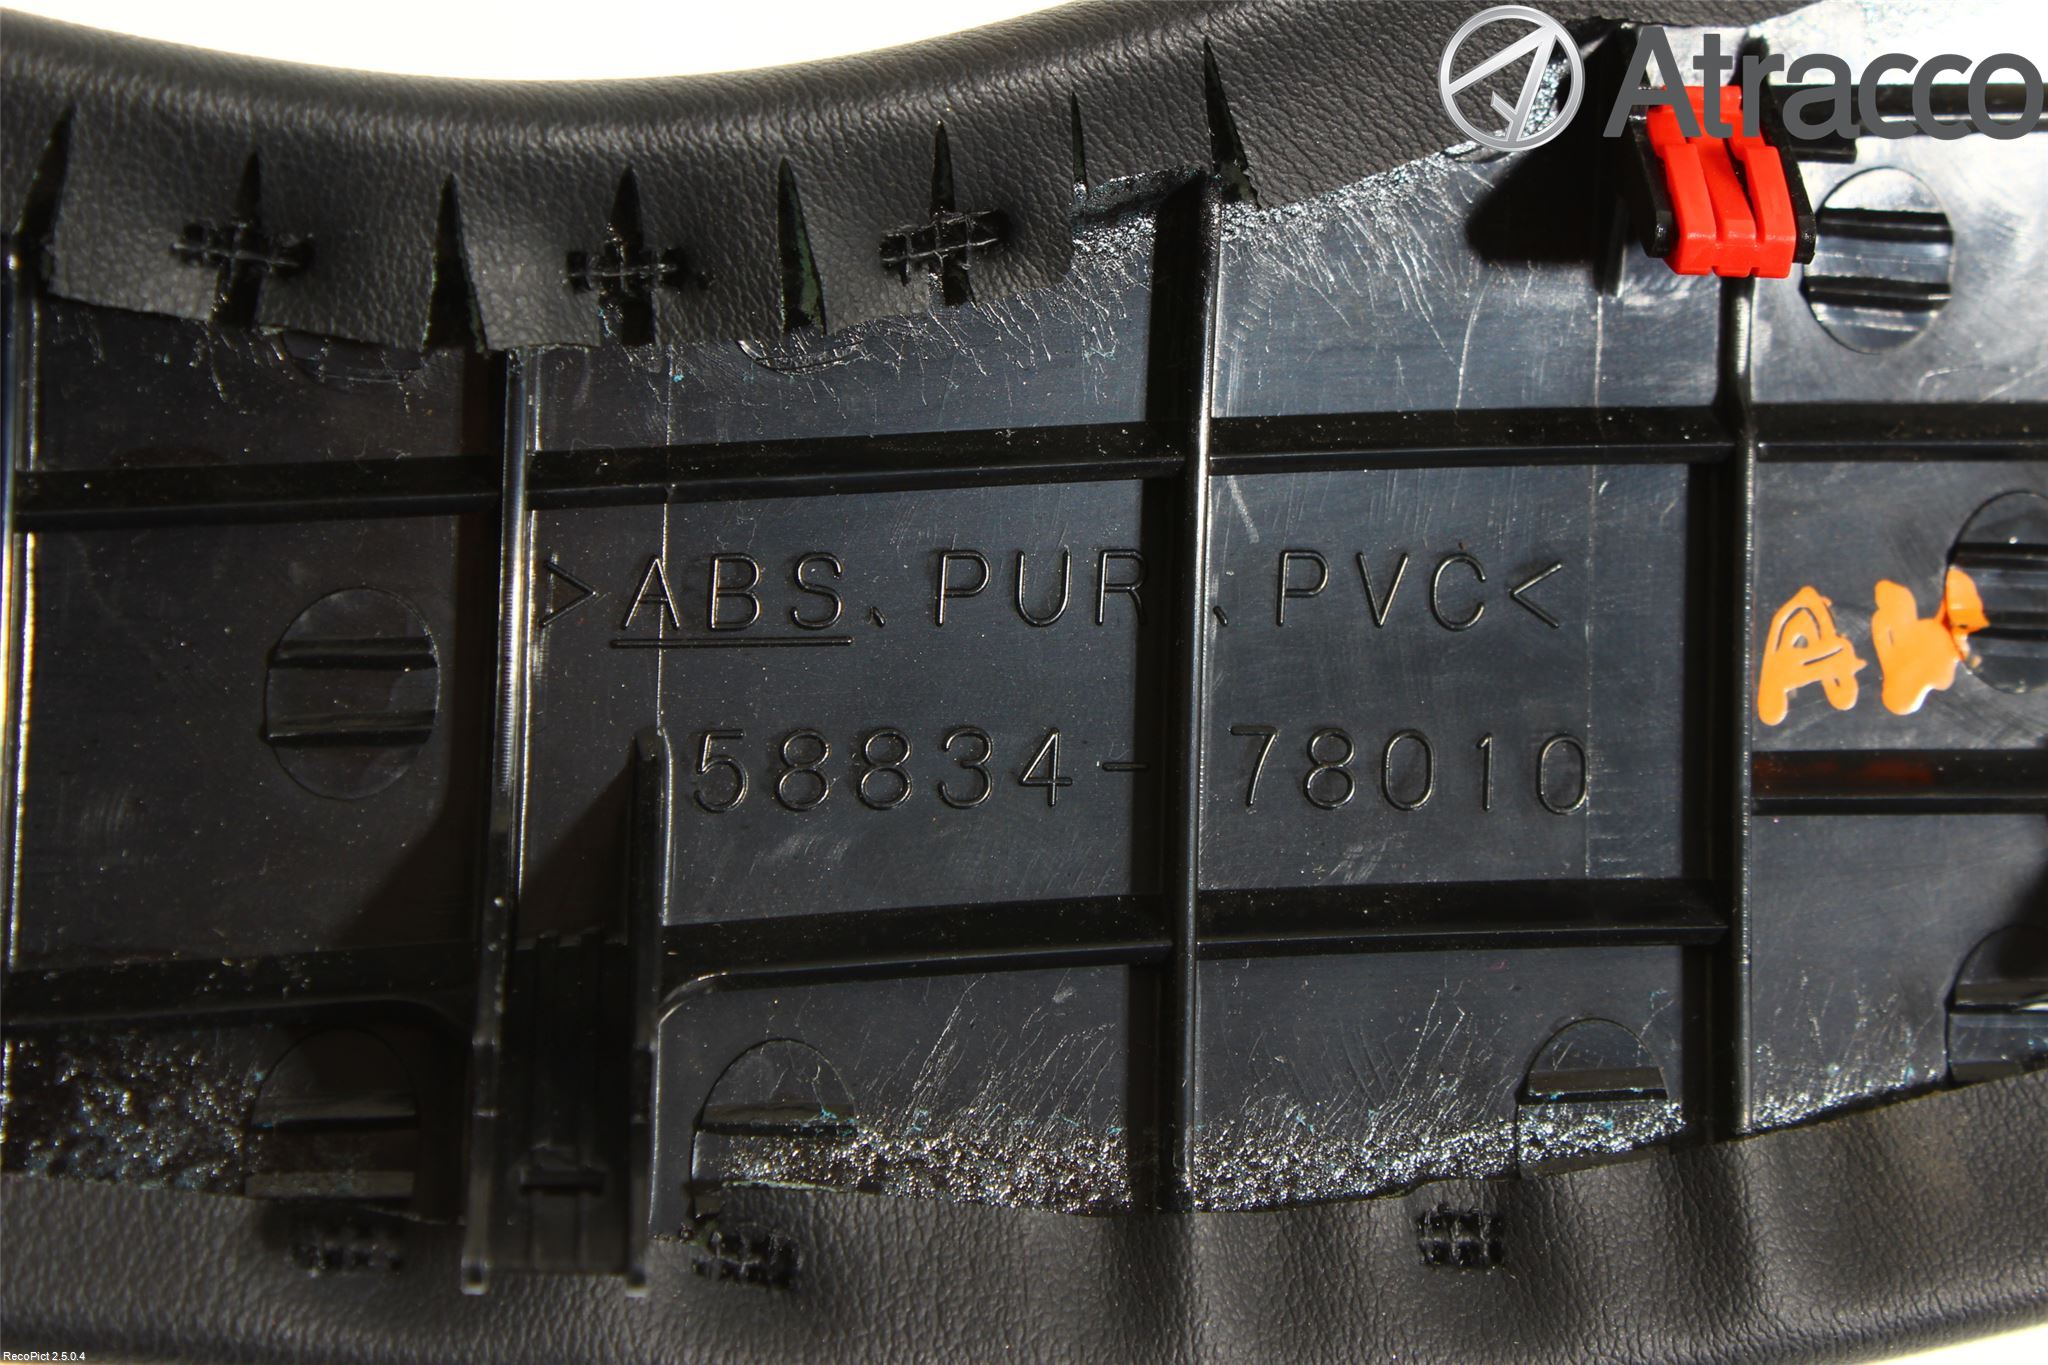 Atracco
>ABS, PUR, PVC<
58834-78010
RecoPict 2.5.0.4